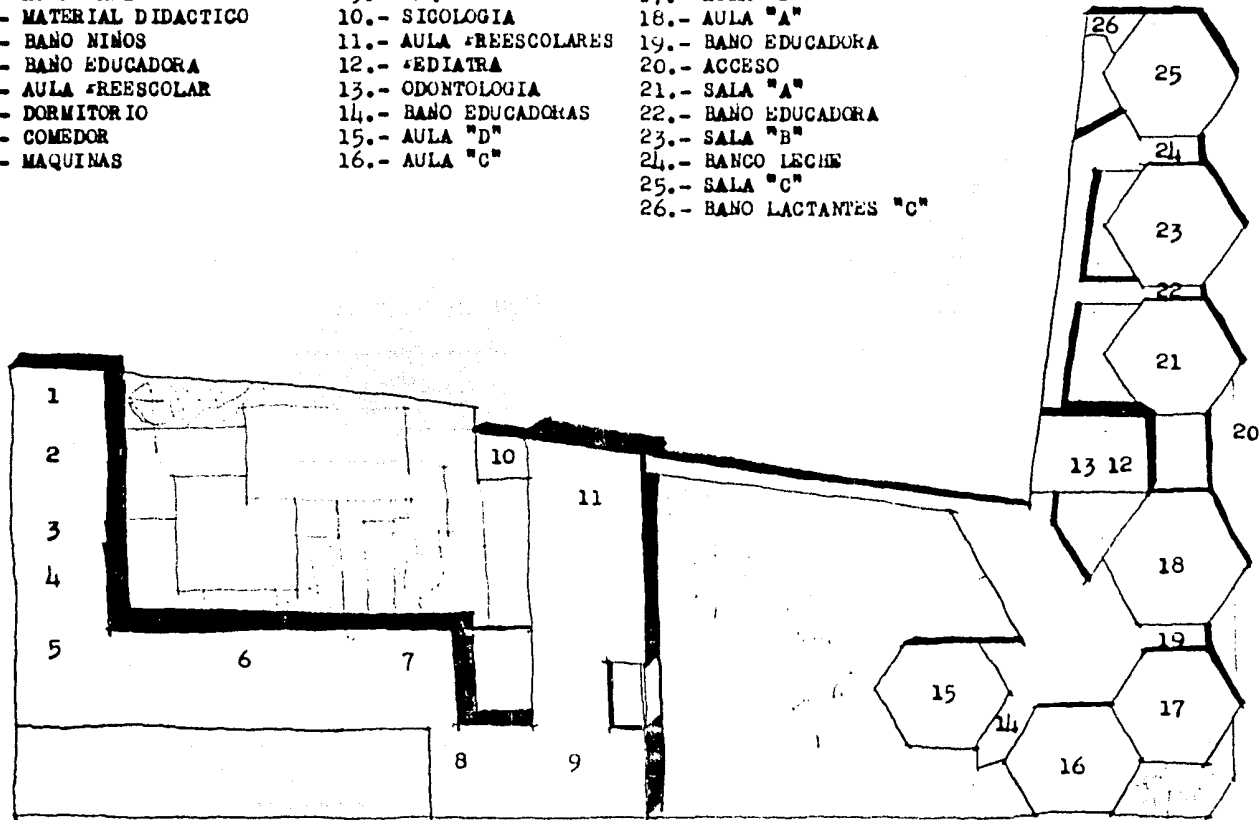 - MATERIAL DIDACTICO
- BAÑO NIÑOS
- BAÑO EDUCADORA
- AULA PREESCOLAR
- DORMITORIO
- COMEDOR
- MAQUINAS
10.- SICOLOGIA
11.- AULA PREESCOLARES
12.- PEDIATRA
13.- ODONTOLOGIA
14.- BAÑO EDUCADORAS
15.- AULA "D"
16.- AULA "C"
18.- AULA "A"
19.- BAÑO EDUCADORA
20.- ACCESO
21.- SALA "A"
22.- BAÑO EDUCADORA
23.- SALA "B"
24.- BANCO LECHE
25.- SALA "C"
26.- BAÑO LACTANTES "C"
26
25
24
23
22
21
20
1
2
10
13 12
11
3
4
18
5
6
7
19
15
14
17
8
9
16